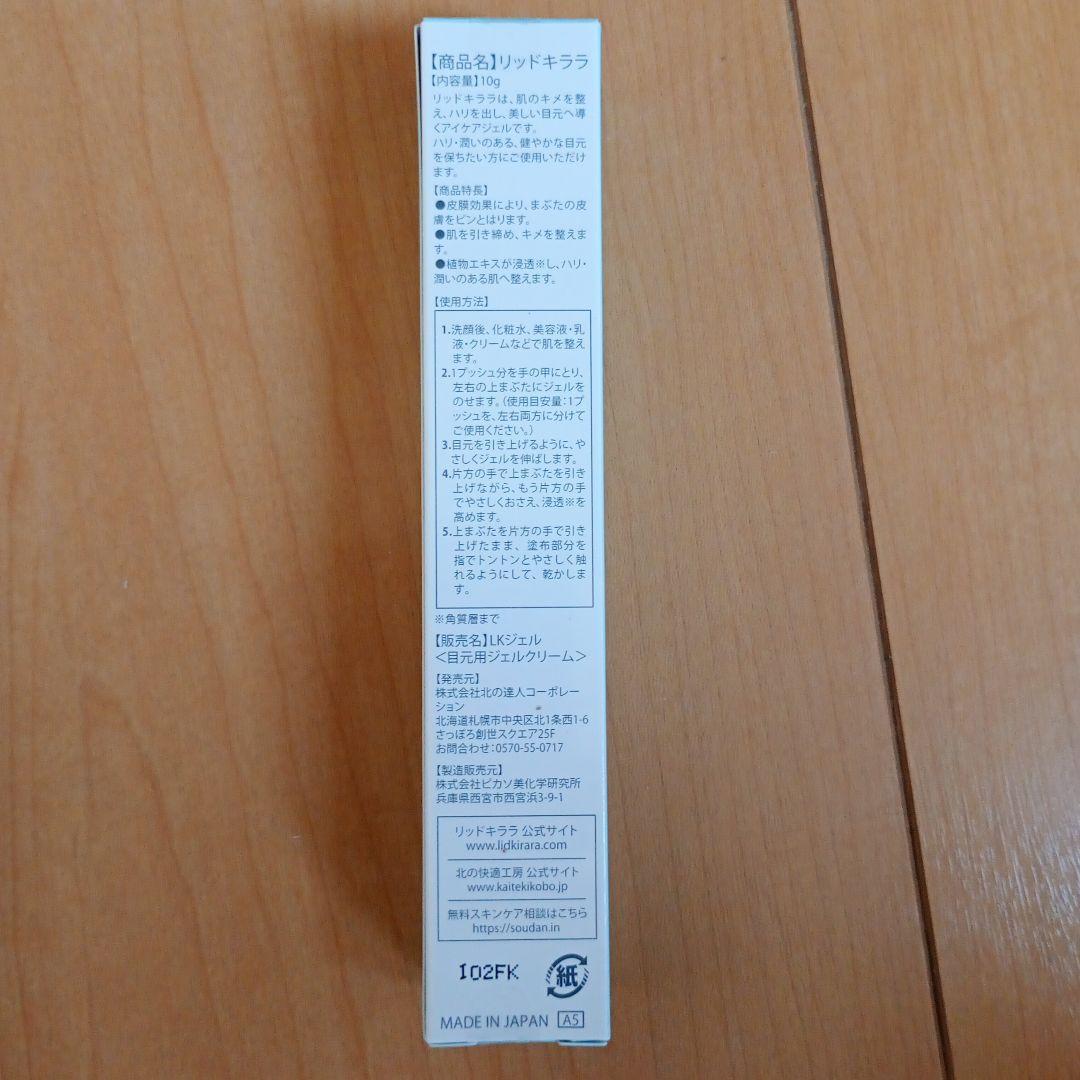 【商品名】リッドキララ
【内容量】10g
リッドキララは、肌のキメを整
え、ハリを出し、美しい目元へ導
くアイケアジェルです。
ハリ・潤いのある、健やかな目元
を保ちたい方にご使用いただけ
ます。
【商品特長】
●皮膜効果により、まぶたの皮
膚をピンとはります。
●肌を引き締め、キメを整えま
す。
●植物エキスが浸透※し、ハリ・
潤いのある肌へ整えます。
【使用方法】
1.洗顔後、化粧水、美容液・乳
液・クリームなどで肌を整え
ます。
2.1プッシュ分を手の甲にとり、
左右の上まぶたにジェルを
のせます。（使用目安量：1プ
ッシュを、左右両方に分けて
ご使用ください。）
3.目元を引き上げるように、や
さしくジェルを伸ばします。
4.片方の手で上まぶたを引き
上げながら、もう片方の手
でやさしくおさえ、浸透※を
高めます。
5.上まぶたを片方の手で引き
上げたまま、塗布部分を
指でトントンとやさしく触
れるようにして、乾かしま
す。
※角質層まで
【販売名】LKジェル
＜目元用ジェルクリーム＞
【発売元】
株式会社北の達人コーポレー
ション
北海道札幌市中央区北1条西1-6
さっぽろ創世スクエア25F
お問合わせ：0570-55-0717
【製造販売元】
株式会社ピカソ美化学研究所
兵庫県西宮市西宮浜3-9-1
リッドキララ 公式サイト
www.lidkirara.com
北の快適工房 公式サイト
www.kaitekikobo.jp
無料スキンケア相談はこちら
https://soudan.in
I02FK
紙
MADE IN JAPAN A5